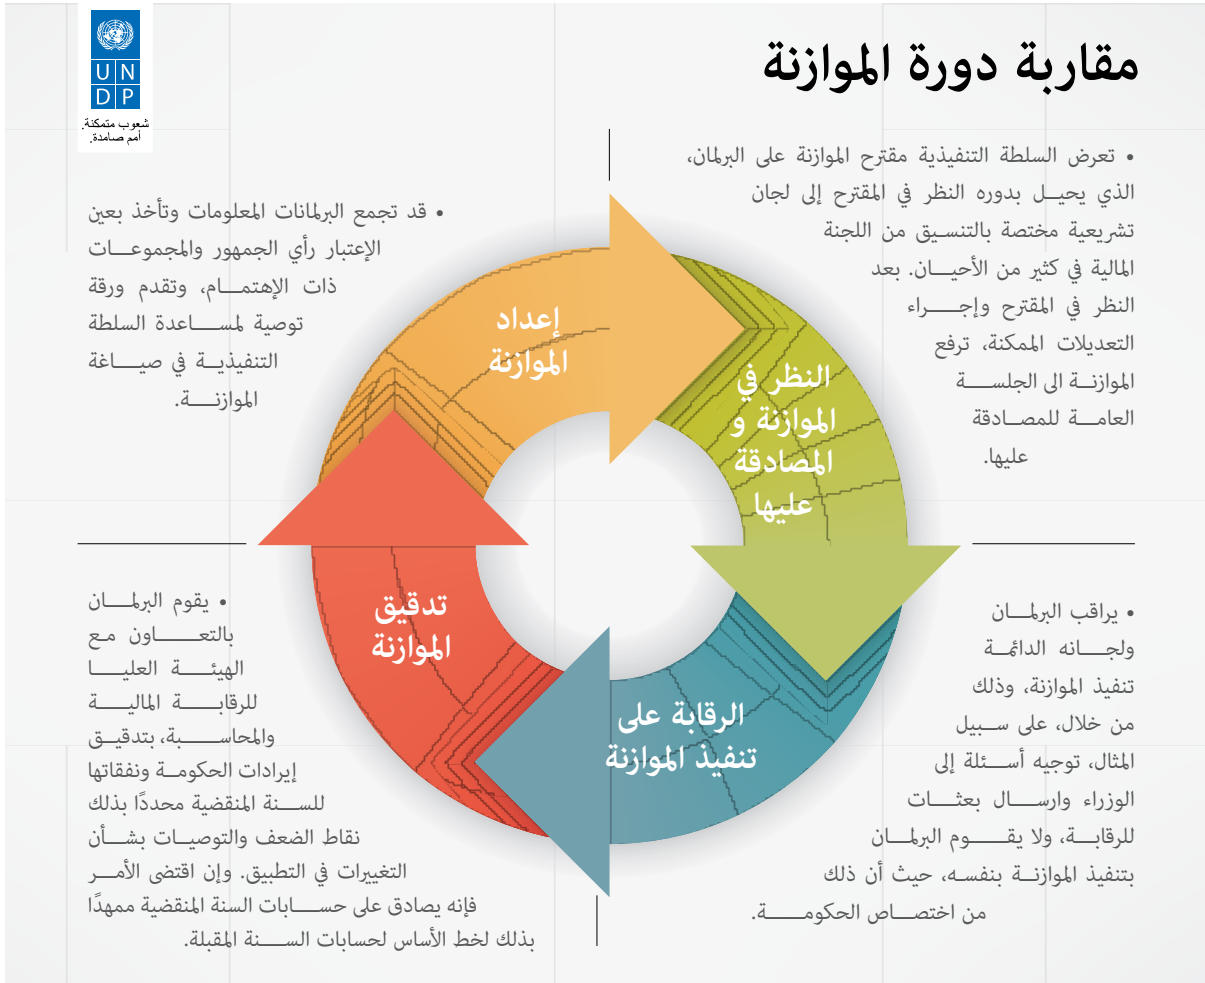 مقاربة دورة الموازنة
UN
DP
شعوب متمكنة.
أمم صامدة.
• تعرض السلطة التنفيذية مقترح الموازنة على البرلمان،
الذي يحيل بدوره النظر في المقترح إلى لجان
تشريعية مختصة بالتنسيق من اللجنة
المالية في كثير من الأحيان. بعد
النظر في المقترح وإجراء
التعديلات الممكنة، ترفع
الموازنة الى الجلسة
العامة للمصادقة
عليها.
• قد تجمع البرلمانات المعلومات وتأخذ بعين
الإعتبار رأي الجمهور والمجموعات
ذات الإهتمام، وتقدم ورقة
توصية لمساعدة السلطة
التنفيذية في صياغة
الموازنة.
إعداد
الموازنة
النظر في
الموازنة و
المصادقة
عليها
الرقابة على
تنفيذ الموازنة
تدقيق
الموازنة
• يراقب البرلمان
ولجانه الدائمة
تنفيذ الموازنة، وذلك
من خلال، على سبيل
المثال، توجيه أسئلة إلى
الوزراء وارسال بعثات
للرقابة، ولا يقوم البرلمان
بتنفيذ الموازنة بنفسه، حيث أن ذلك
من اختصاص الحكومة.
• يقوم البرلمان
بالتعاون مع
الهيئة العليا
للرقابة المالية
والمحاسبة، بتدقيق
إيرادات الحكومة ونفقاتها
للسنة المنقضية محددًا بذلك
نقاط الضعف والتوصيات بشأن
التغييرات في التطبيق. وإن اقتضى الأمر
فإنه يصادق على حسابات السنة المنقضية ممهدًا
بذلك لخط الأساس لحسابات السنة المقبلة.